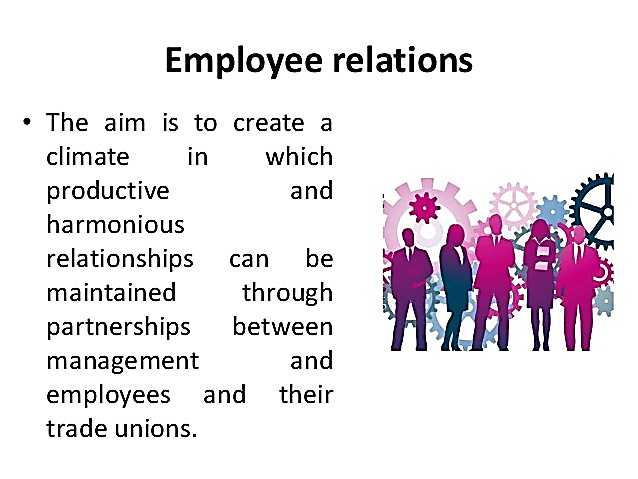 Employee relations
• The aim is to create a
climate in which
productive and
harmonious
relationships can be
maintained through
partnerships between
management and
employees and their
trade unions.